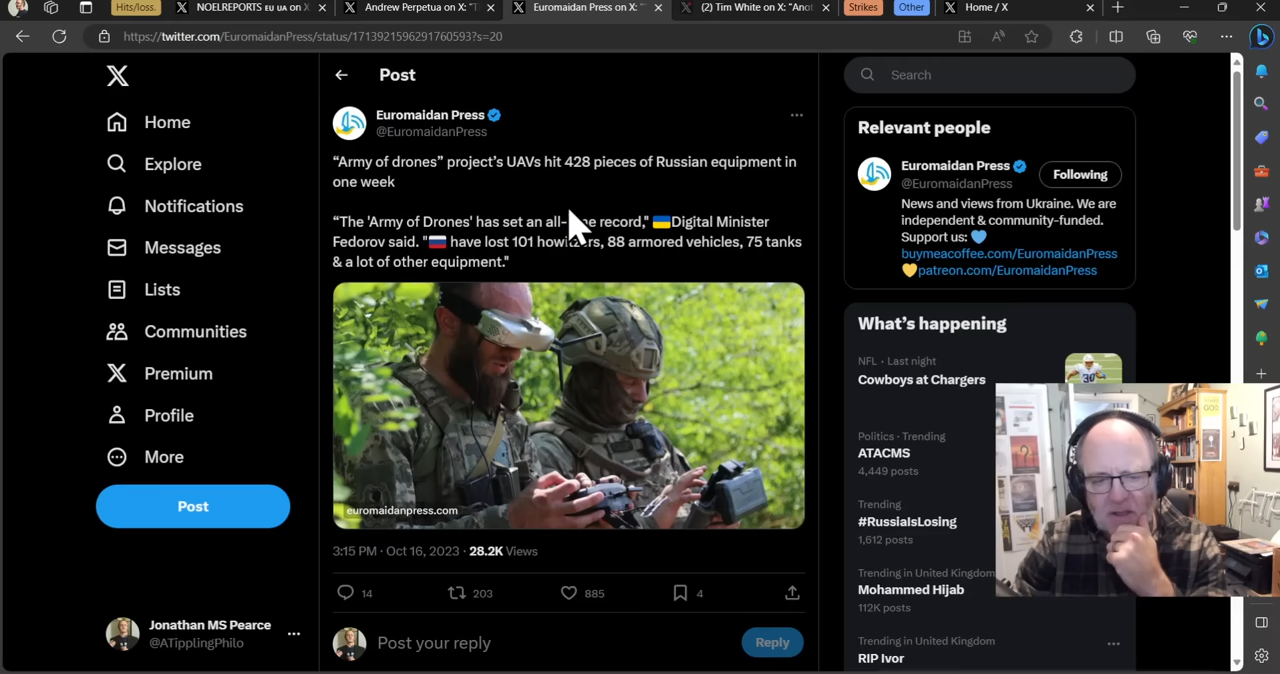 Hits/loss.
NOELREPORTS EU UA on X:
Andrew Perpetua on X: "T
Euromaidan Press on X: "
(2) Tim White on X: "Anot
Strikes
Other
Home / X
https://twitter.com/EuromaidanPress/status/1713921596291760593?s=20
Home
Explore
Notifications
Messages
Lists
Communities
Premium
Profile
More
Post
Jonathan MS Pearce
@ATipplingPhilo
Post
Euromaidan Press
@EuromaidanPress
“Army of drones” project’s UAVs hit 428 pieces of Russian equipment in
one week
“The 'Army of Drones' has set an all- record," Digital Minister
Fedorov said. " have lost 101 howitzers, 88 armored vehicles, 75 tanks
& a lot of other equipment."
euromaidanpress.com
3:15 PM · Oct 16, 2023 · 28.2K Views
14
203
885
4
Post your reply
Reply
Search
Relevant people
Euromaidan Press
@EuromaidanPress
Following
News and views from Ukraine. We are
independent & community-funded.
Support us:
buymeacoffee.com/EuromaidanPress
patreon.com/EuromaidanPress
What’s happening
NFL · Last night
Cowboys at Chargers
Politics · Trending
ATACMS
4,449 posts
Trending
#RussiaIsLosing
1,612 posts
Trending in United Kingdom
Mohammed Hijab
112K posts
Trending in United Kingdom
RIP Ivor